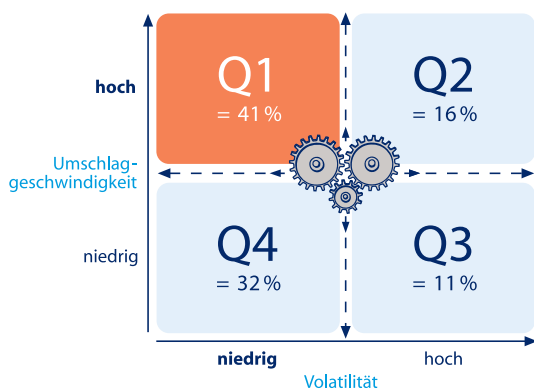 hoch
Q1
= 41 %
Q2
= 16 %
Umschlag-
geschwindigkeit
niedrig
Q4
= 32 %
Q3
= 11 %
niedrig
hoch
Volatilität